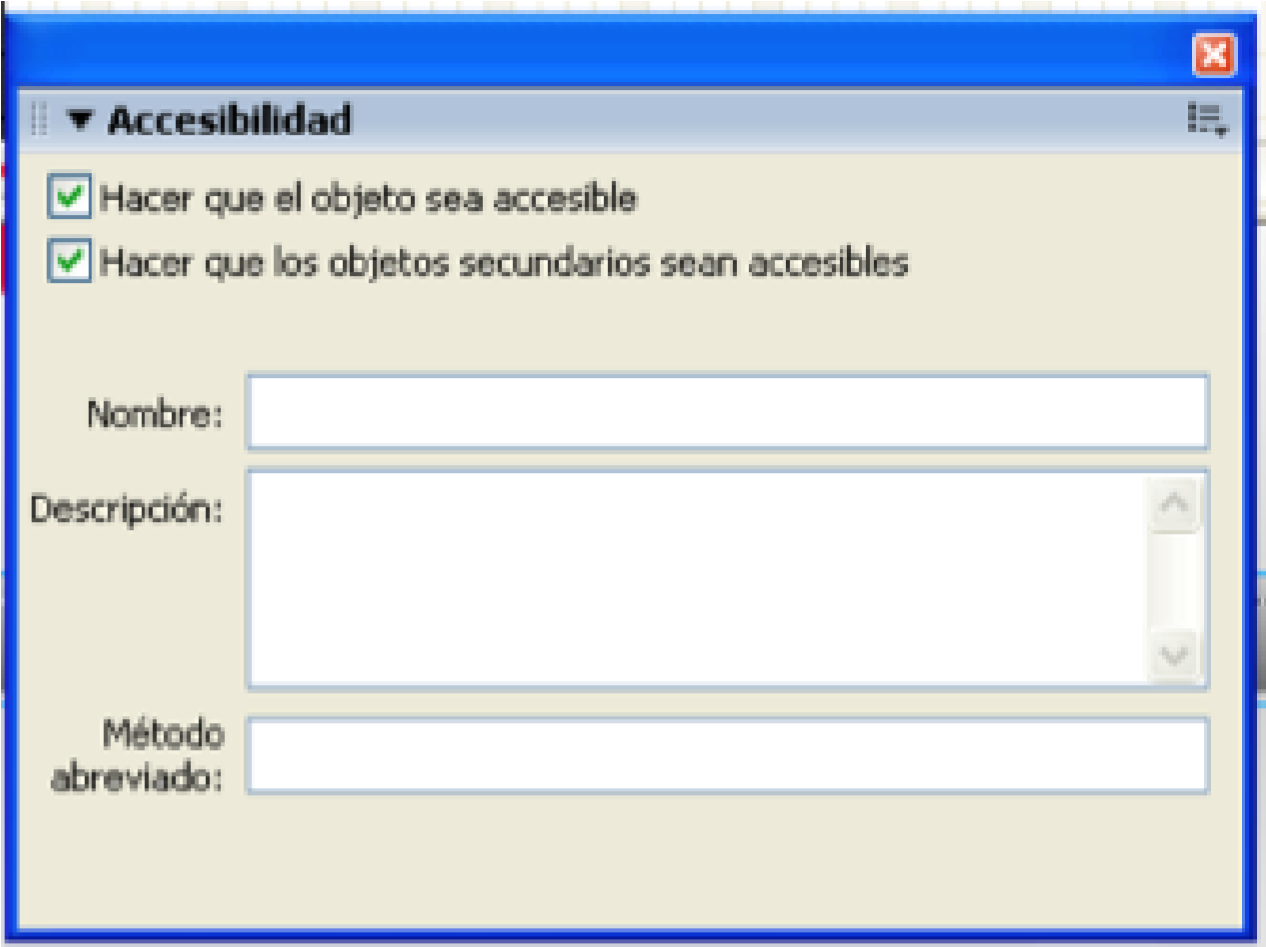 Accesibilidad
Hacer que el objeto sea accesible
Hacer que los objetos secundarios sean accesibles
Nombre:
Descripción:
Método
abreviado: